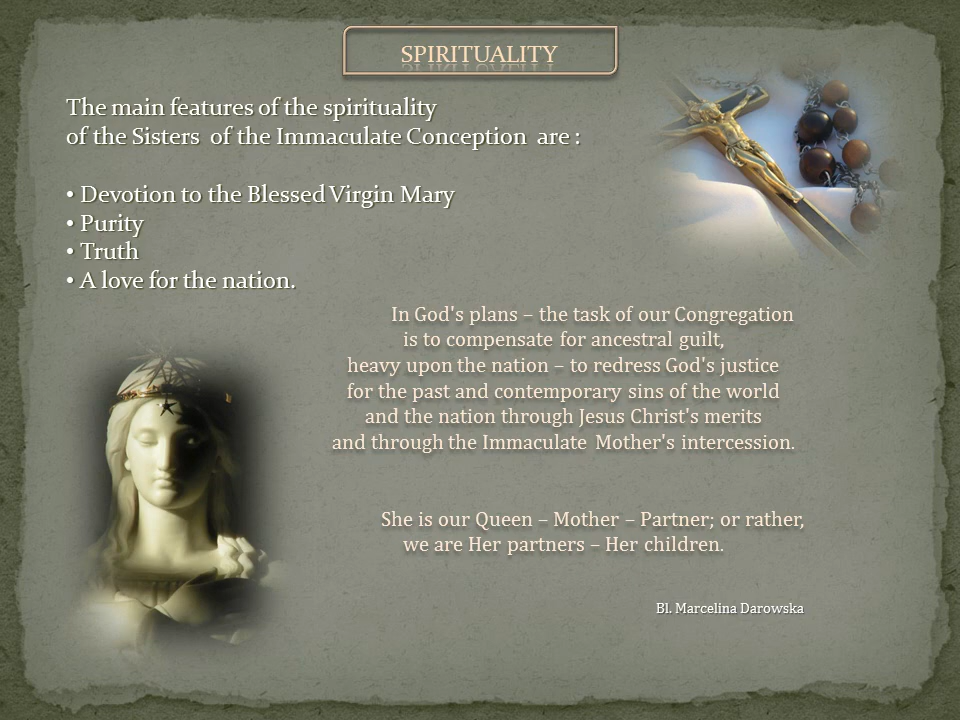 SPIRITUALITY
The main features of the spirituality
of the Sisters of the Immaculate Conception are :
• Devotion to the Blessed Virgin Mary
• Purity
• Truth
• A love for the nation.
In God's plans – the task of our Congregation
is to compensate for ancestral guilt,
heavy upon the nation – to redress God's justice
for the past and contemporary sins of the world
and the nation through Jesus Christ's merits
and through the Immaculate Mother's intercession.
She is our Queen – Mother – Partner; or rather,
we are Her partners – Her children.
Bl. Marcelina Darowska